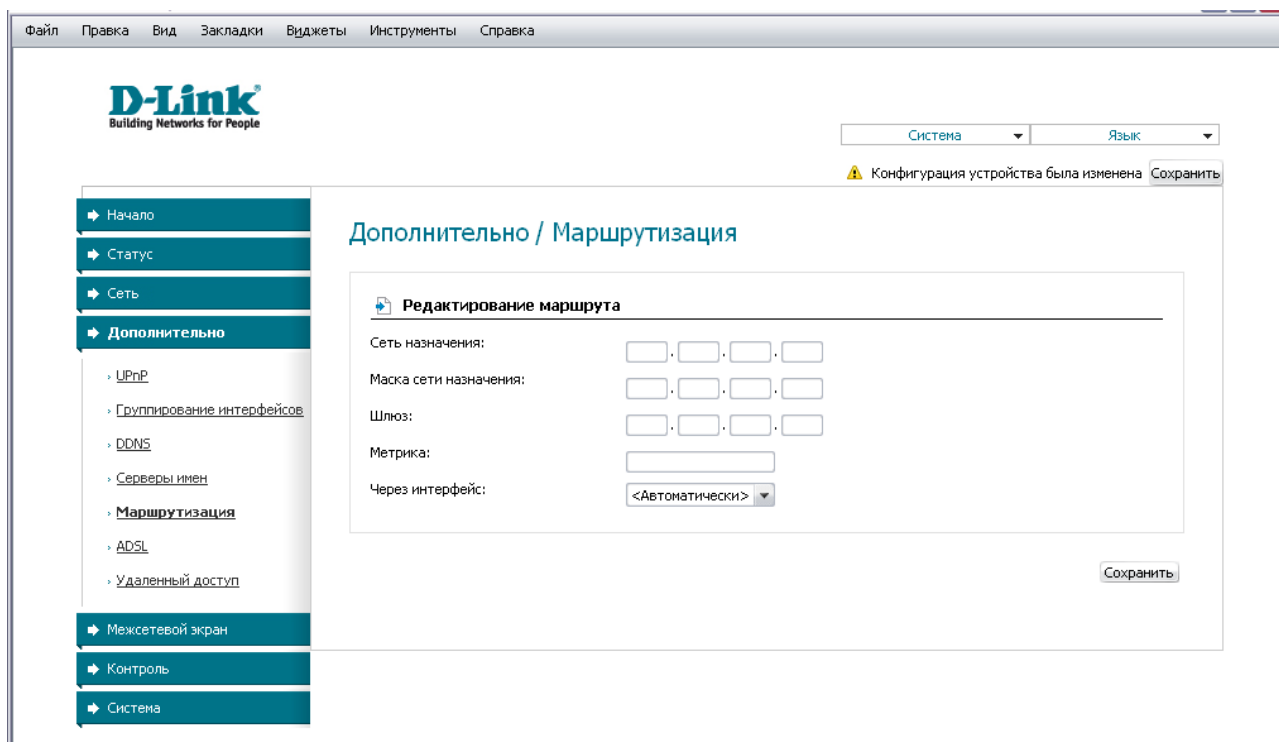 Файл Правка Вид Закладки Виджеты Инструменты Справка
D-Link
Building Networks for People
Система Язык
Конфигурация устройства была изменена Сохранить
Начало
Статус
Сеть
Дополнительно
UPnP
Группирование интерфейсов
DDNS
Серверы имен
Маршрутизация
ADSL
Удаленный доступ
Межсетевой экран
Контроль
Система
Дополнительно / Маршрутизация
Редактирование маршрута
Сеть назначения:
. . .
Маска сети назначения:
. . .
Шлюз:
. . .
Метрика:
Через интерфейс: <Автоматически>
Сохранить